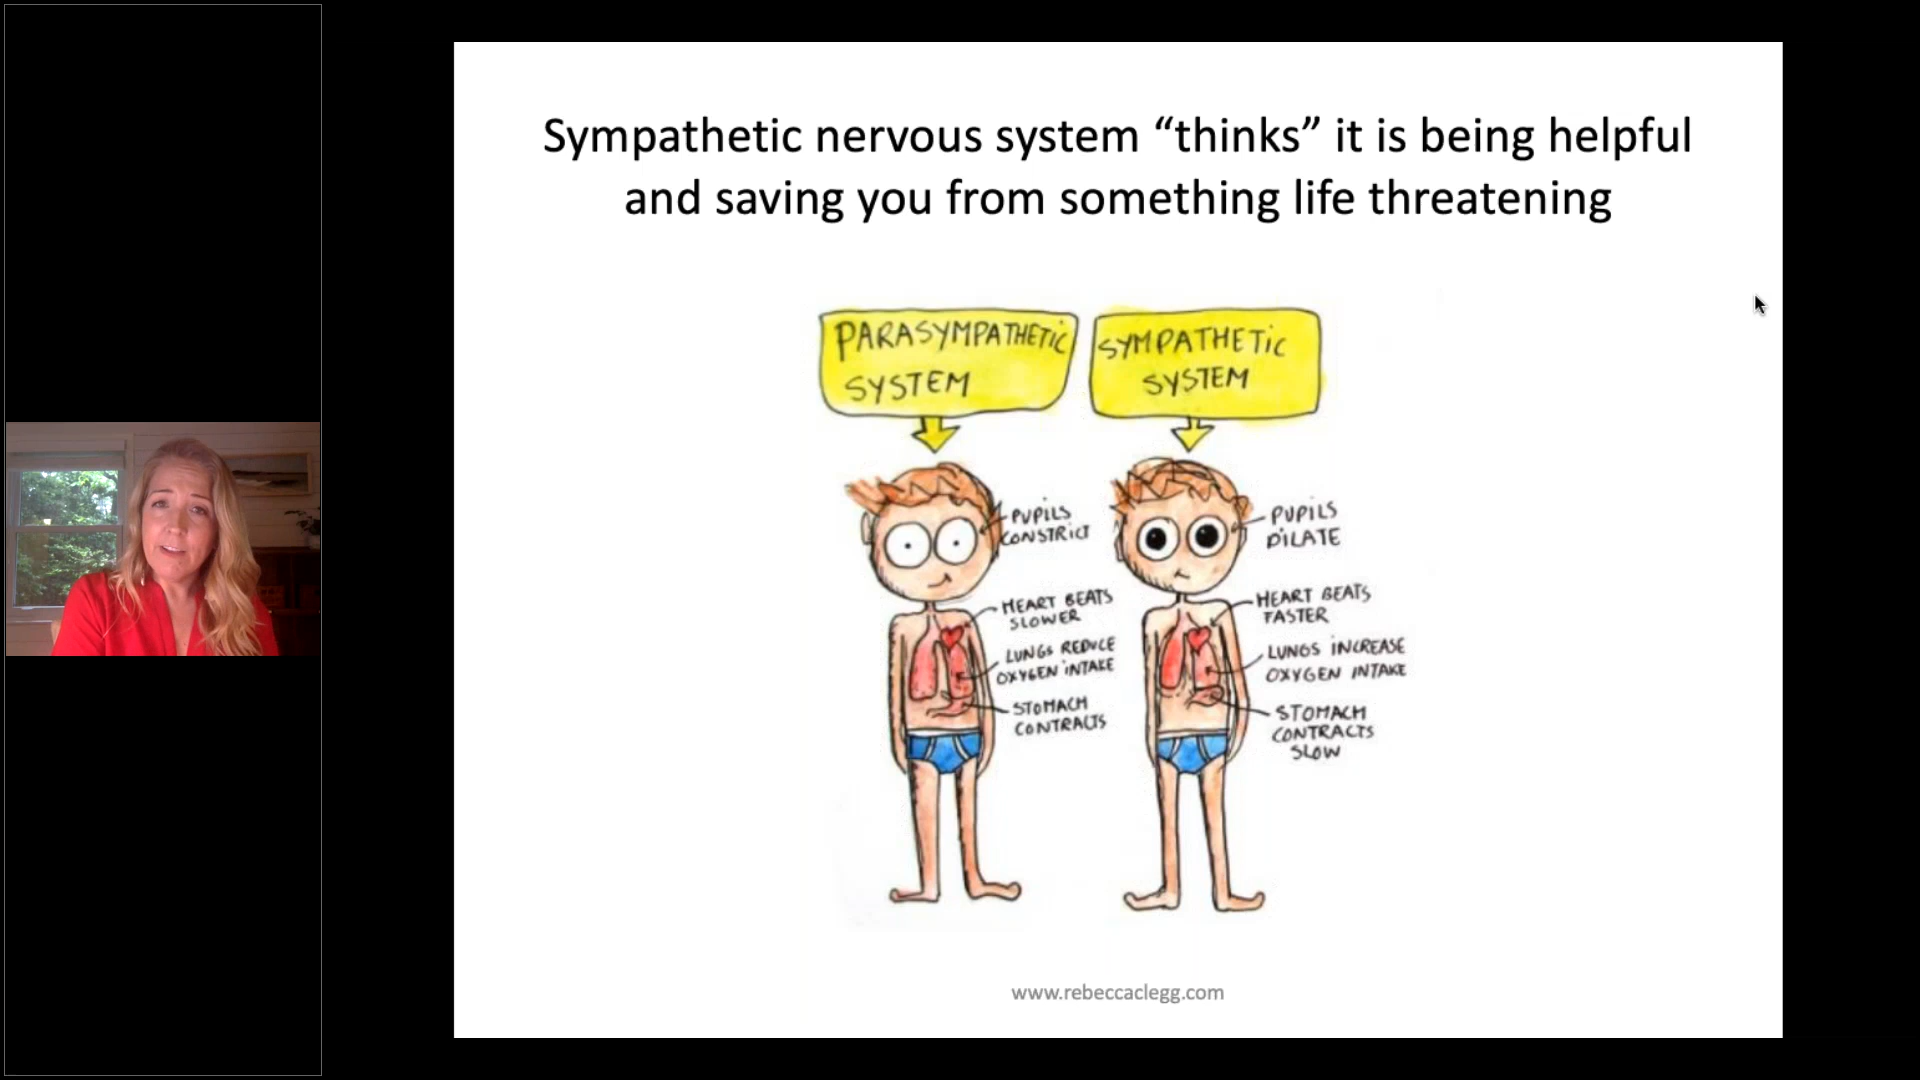 Sympathetic nervous system “thinks” it is being helpful
and saving you from something life threatening
PARASYMPATHETIC
SYSTEM
PUPILS
CONSTRICT
HEART BEATS
SLOWER
LUNGS REDUCE
OXYGEN INTAKE
STOMACH
CONTRACTS
SYMPATHETIC
SYSTEM
PUPILS
DILATE
HEART BEATS
FASTER
LUNGS INCREASE
OXYGEN INTAKE
STOMACH
CONTRACTS
SLOW
www.rebeccaclegg.com